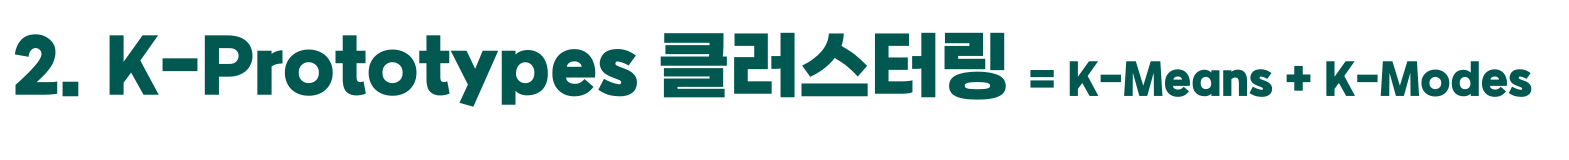 2. K-Prototypes 클러스터링 = K-Means + K-Modes